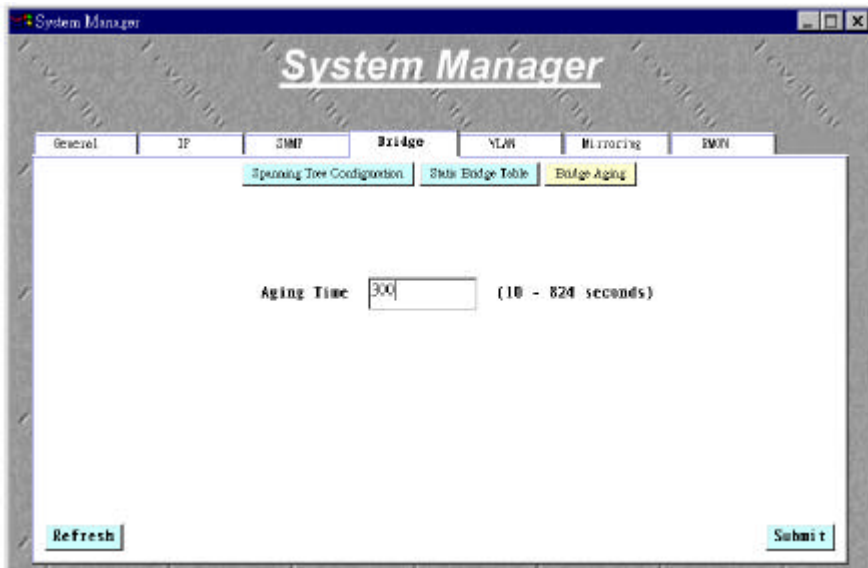 System Manager
System Manager
General IP SNMP Bridge VLAN Mirroring RMON
Spanning Tree Configuration Static Bridge Table Bridge Aging
Aging Time 300 (10 - 824 seconds)
Refresh Submit